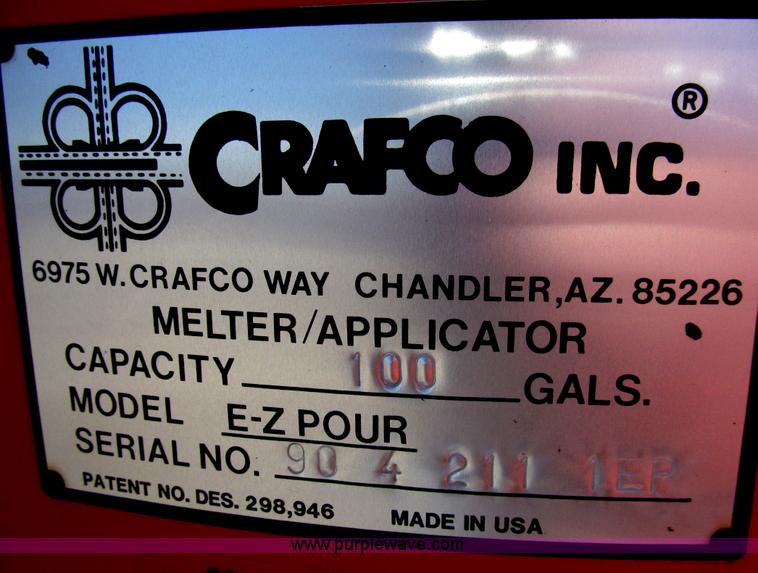 CRAFCO INC.®
6975 W. CRAFCO WAY CHANDLER, AZ. 85226
MELTER/APPLICATOR
CAPACITY 100 GALS.
MODEL E-Z POUR
SERIAL NO. 90 4 211 1EP
PATENT NO. DES. 298,946 MADE IN USA
www.purplewave.com